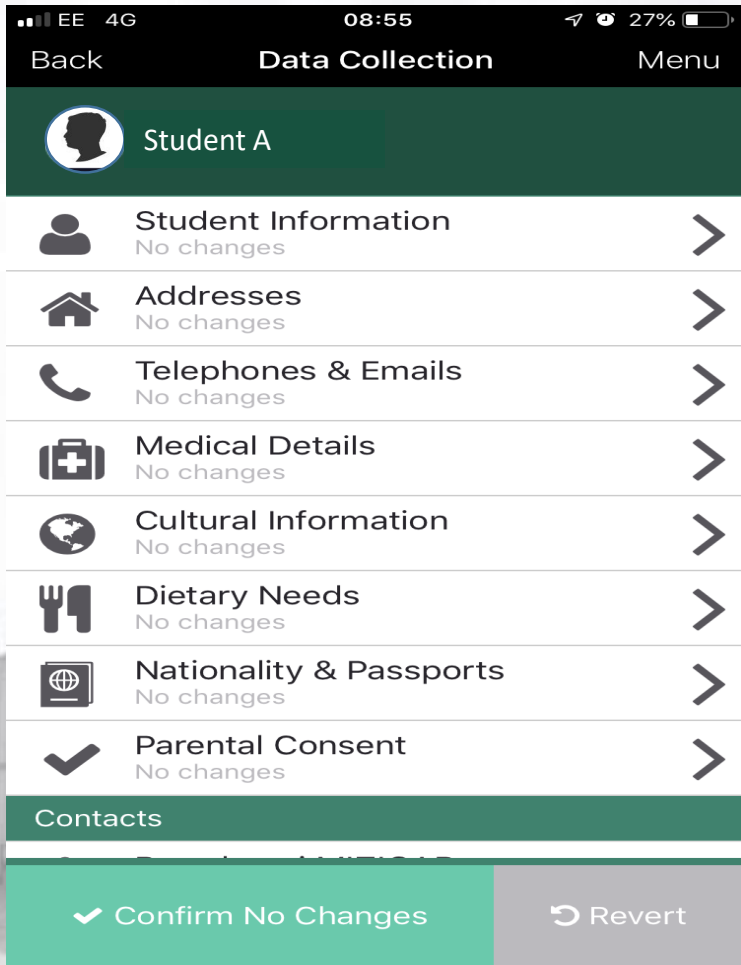 EE 4G 08:55 27%
Back Data Collection Menu
Student A
Student Information
No changes
Addresses
No changes
Telephones & Emails
No changes
Medical Details
No changes
Cultural Information
No changes
Dietary Needs
No changes
Nationality & Passports
No changes
Parental Consent
No changes
Contacts
Confirm No Changes Revert